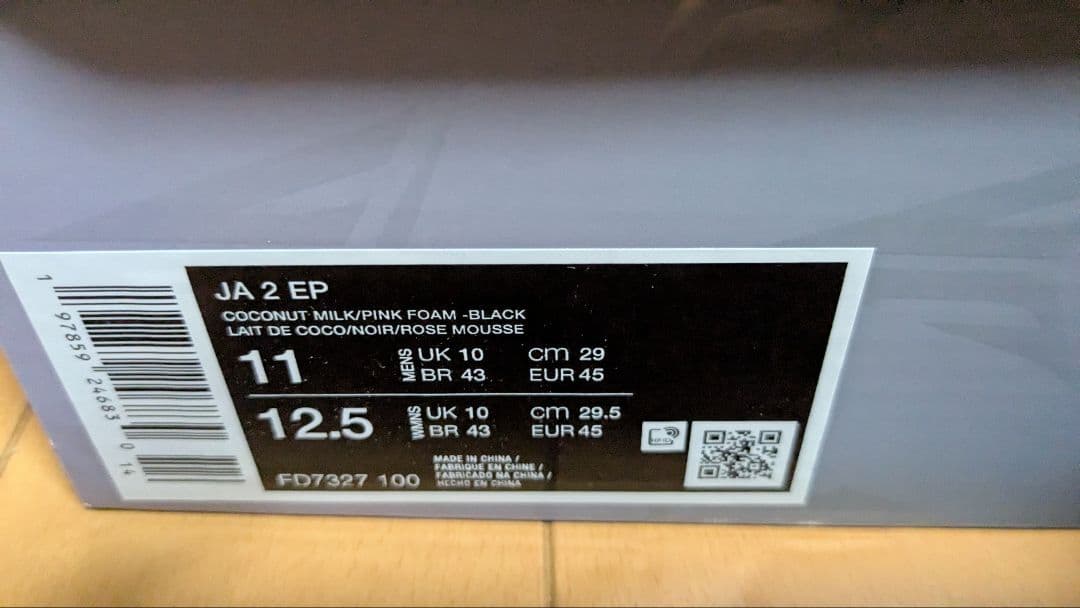 JA 2 EP
COCONUT MILK/PINK FOAM -BLACK
LAIT DE COCO/NOIR/ROSE MOUSSE
11 MENS UK 10 cm 29
BR 43 EUR 45
12.5 WMNS UK 10 cm 29.5
BR 43 EUR 45
FD7327 100
MADE IN CHINA /
FABRIQUE EN CHINE /
FABRICADO NA CHINA /
HECHO EN CHINA
RFID
1 97859 24683 0 14